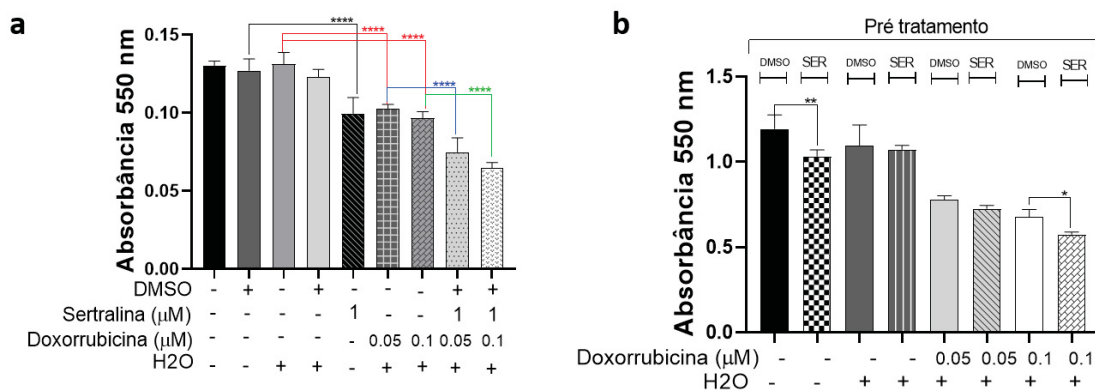 a
****
****
****
****
****
Absorbância 550 nm
0.15
0.10
0.05
0.00
DMSO - + - + - - - + +
Sertralina (μM) - - - - 1 - - 1 1
Doxorrubicina (μM) - - - - - 0.05 0.1 0.05 0.1
H2O - - + + - + + + +
b
Pré tratamento
DMSO SER DMSO SER DMSO SER DMSO SER
**
*
Absorbância 550 nm
1.5
1.0
0.5
0.0
Doxorrubicina (μM) - - - - 0.05 0.05 0.1 0.1
H2O - - + + + + + +